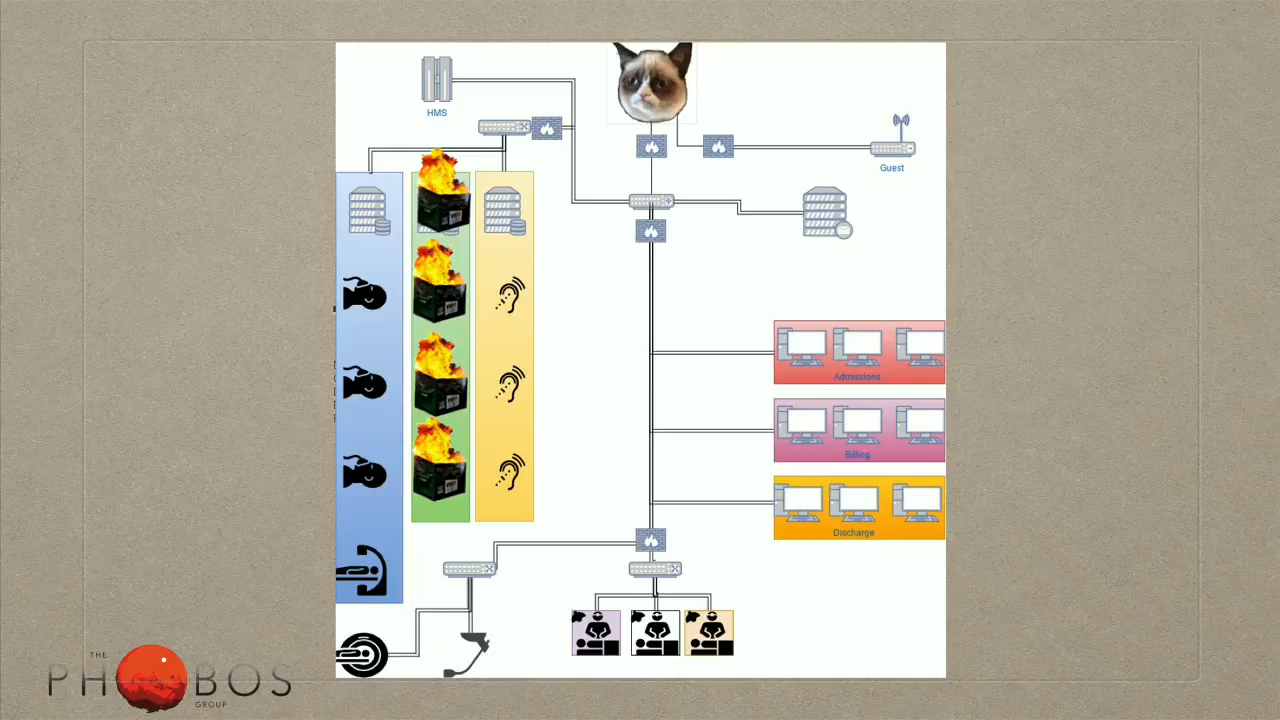 HMS
Guest
Admissions
Billing
Discharge
THE
PHOBOS
GROUP